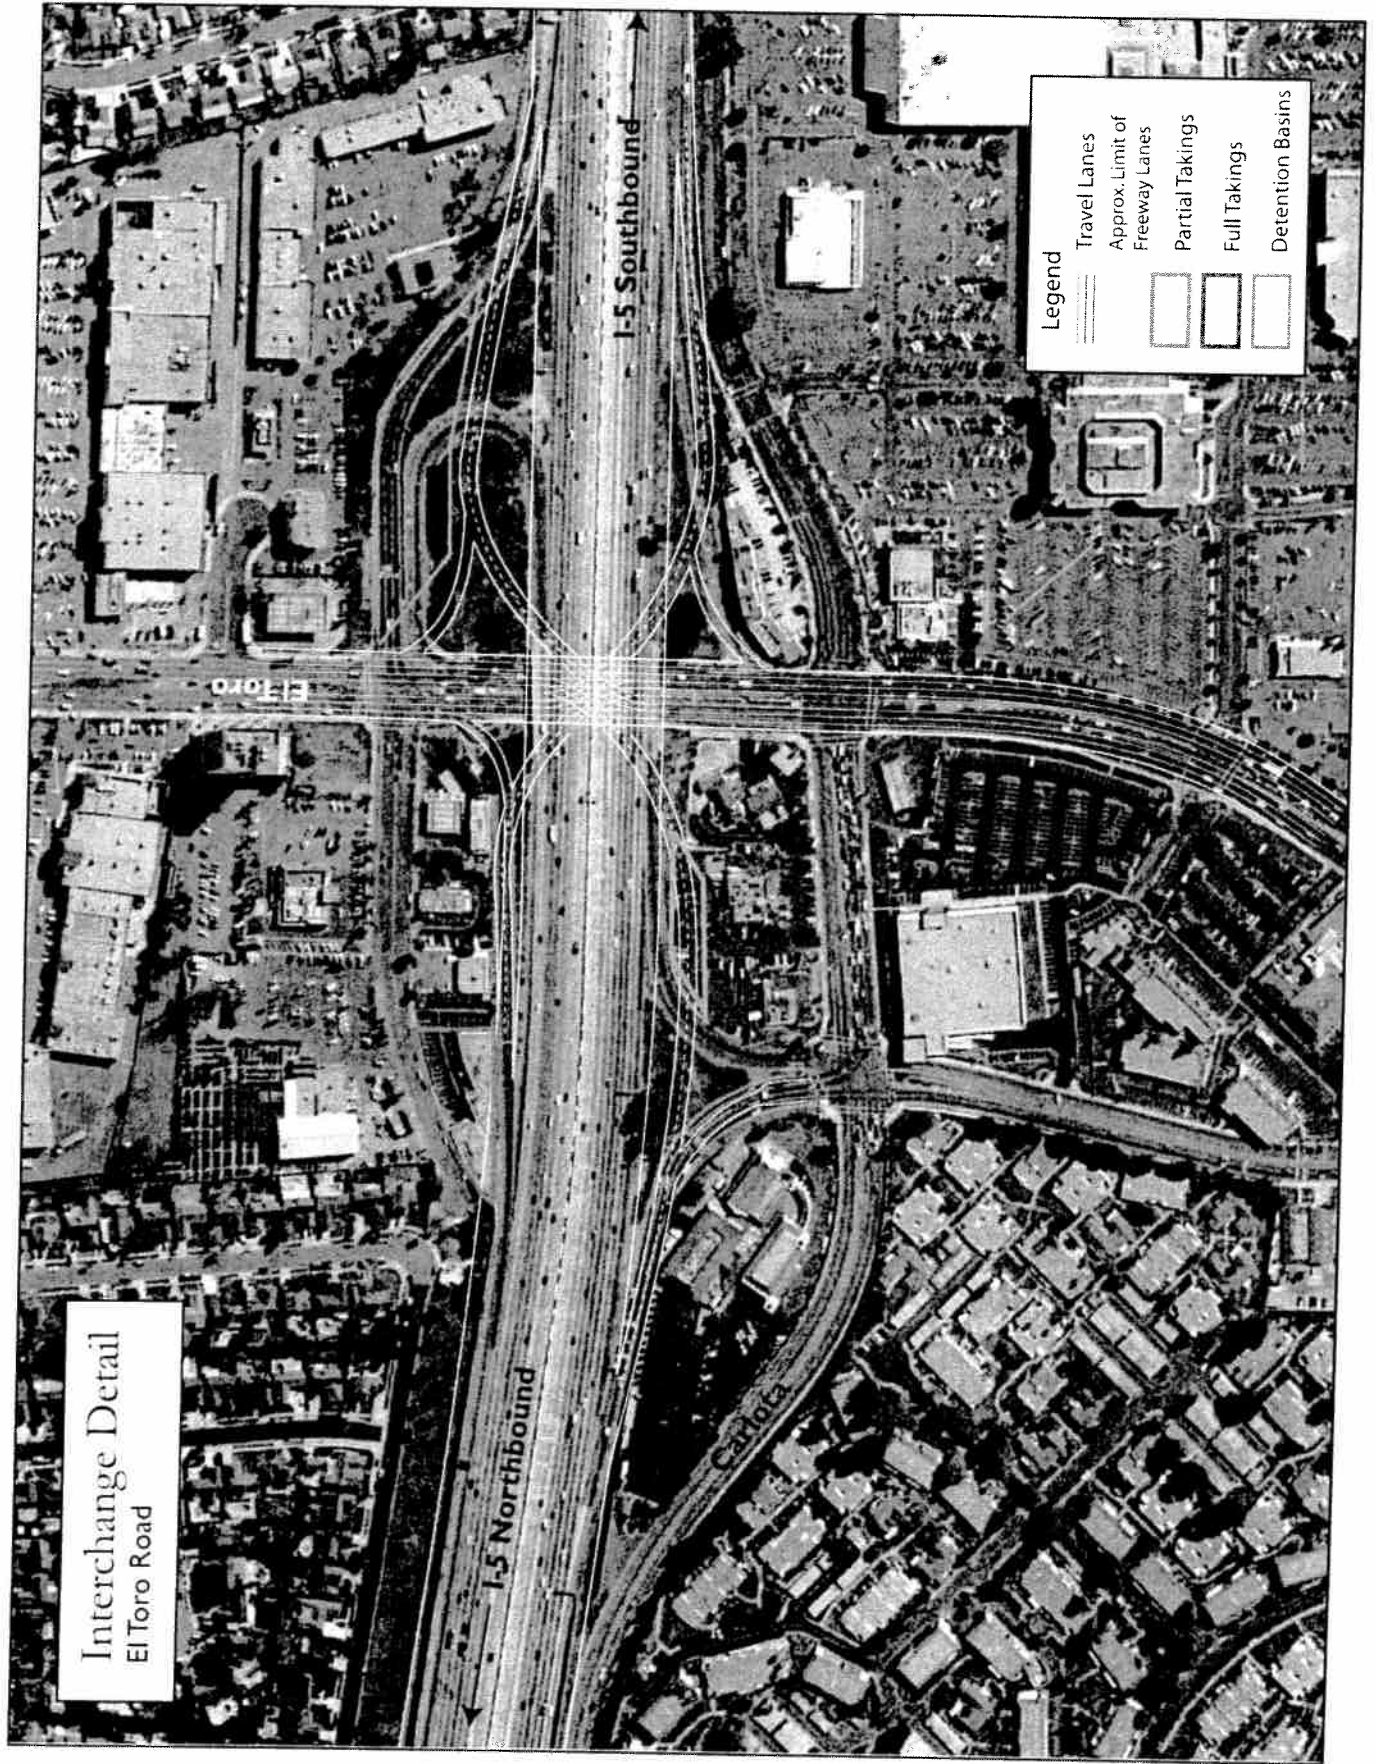 Interchange Detail
El Toro Road
El Toro
I-5 Northbound
I-5 Southbound
Carlota
Legend
Travel Lanes
Approx. Limit of
Freeway Lanes
Partial Takings
Full Takings
Detention Basins